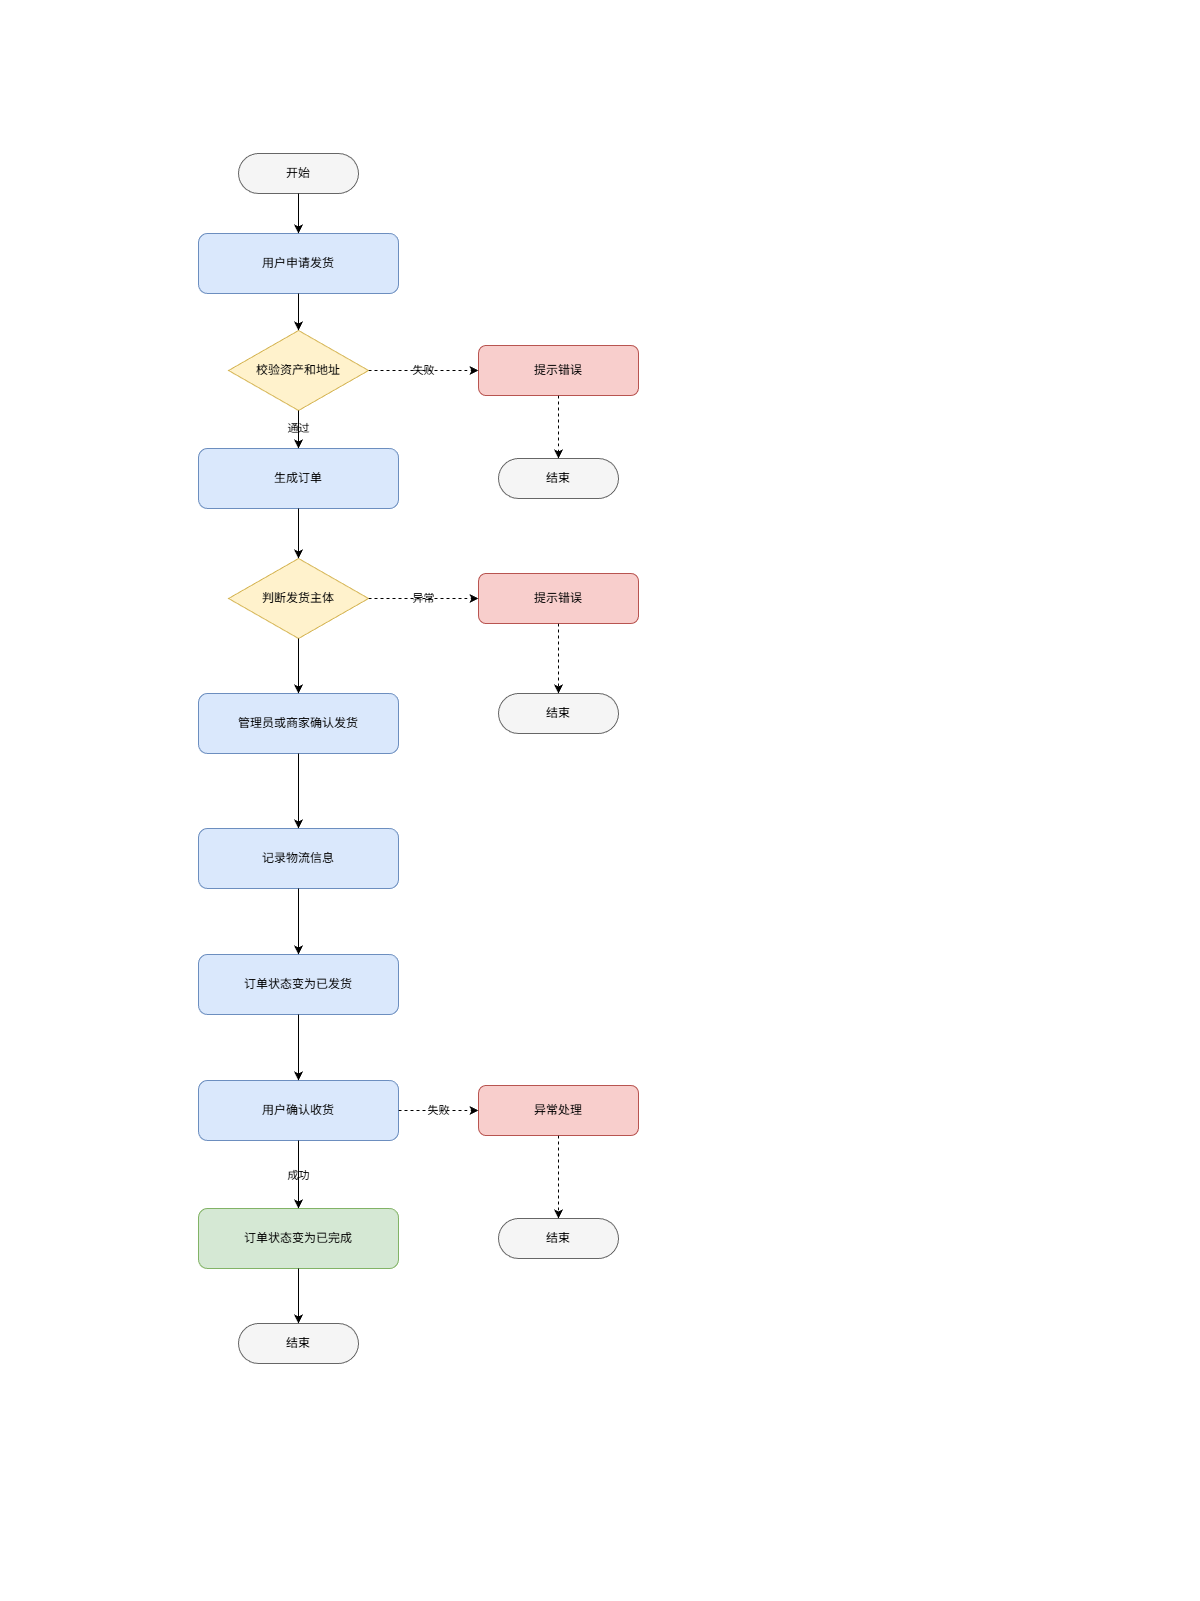 开始
用户申请发货
校验资产和地址
失败
提示错误
通过
生成订单
结束
判断发货主体
异常
提示错误
管理员或商家确认发货
结束
记录物流信息
订单状态变为已发货
用户确认收货
失败
异常处理
成功
订单状态变为已完成
结束
结束